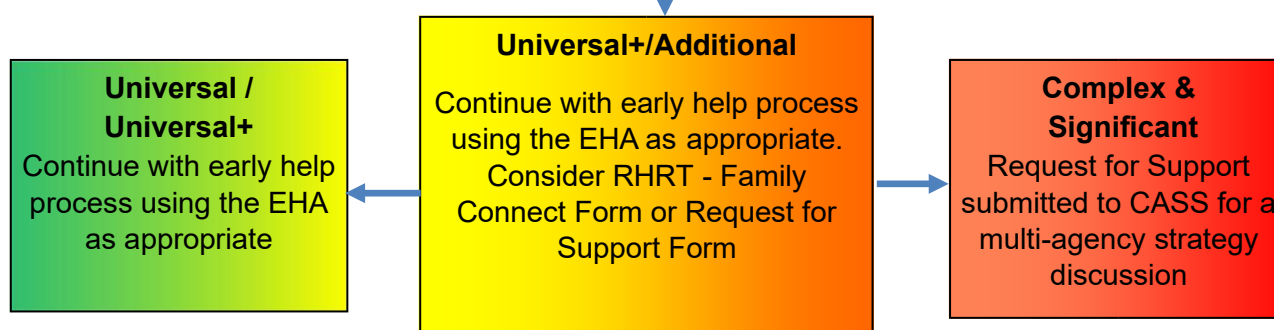 Universal /
Universal+
Continue with early help
process using the EHA
as appropriate
Universal+/Additional
Continue with early help process
using the EHA as appropriate.
Consider RHRT - Family
Connect Form or Request for
Support Form
Complex &
Significant
Request for Support
submitted to CASS for a
multi-agency strategy
discussion